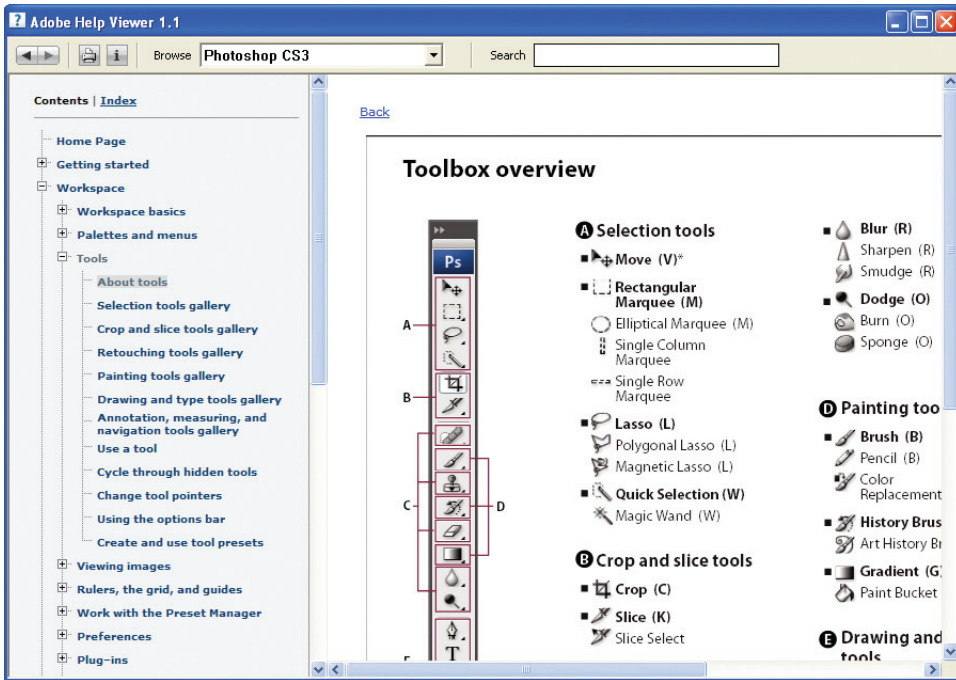 Adobe Help Viewer 1.1
Browse Photoshop CS3 Search
Contents | Index
Home Page
Getting started
Workspace
Workspace basics
Palettes and menus
Tools
About tools
Selection tools gallery
Crop and slice tools gallery
Retouching tools gallery
Painting tools gallery
Drawing and type tools gallery
Annotation, measuring, and
navigation tools gallery
Use a tool
Cycle through hidden tools
Change tool pointers
Using the options bar
Create and use tool presets
Viewing images
Rulers, the grid, and guides
Work with the Preset Manager
Preferences
Plug-ins
Back
Toolbox overview
Ps
A
B
C
D
T
A Selection tools
Move (V)*
Rectangular
Marquee (M)
Elliptical Marquee (M)
Single Column
Marquee
Single Row
Marquee
Lasso (L)
Polygonal Lasso (L)
Magnetic Lasso (L)
Quick Selection (W)
Magic Wand (W)
B Crop and slice tools
Crop (C)
Slice (K)
Slice Select
Blur (R)
Sharpen (R)
Smudge (R)
Dodge (O)
Burn (O)
Sponge (O)
D Painting too
Brush (B)
Pencil (B)
Color
Replacement
History Brus
Art History Br
Gradient (G
Paint Bucket
E Drawing and
tools